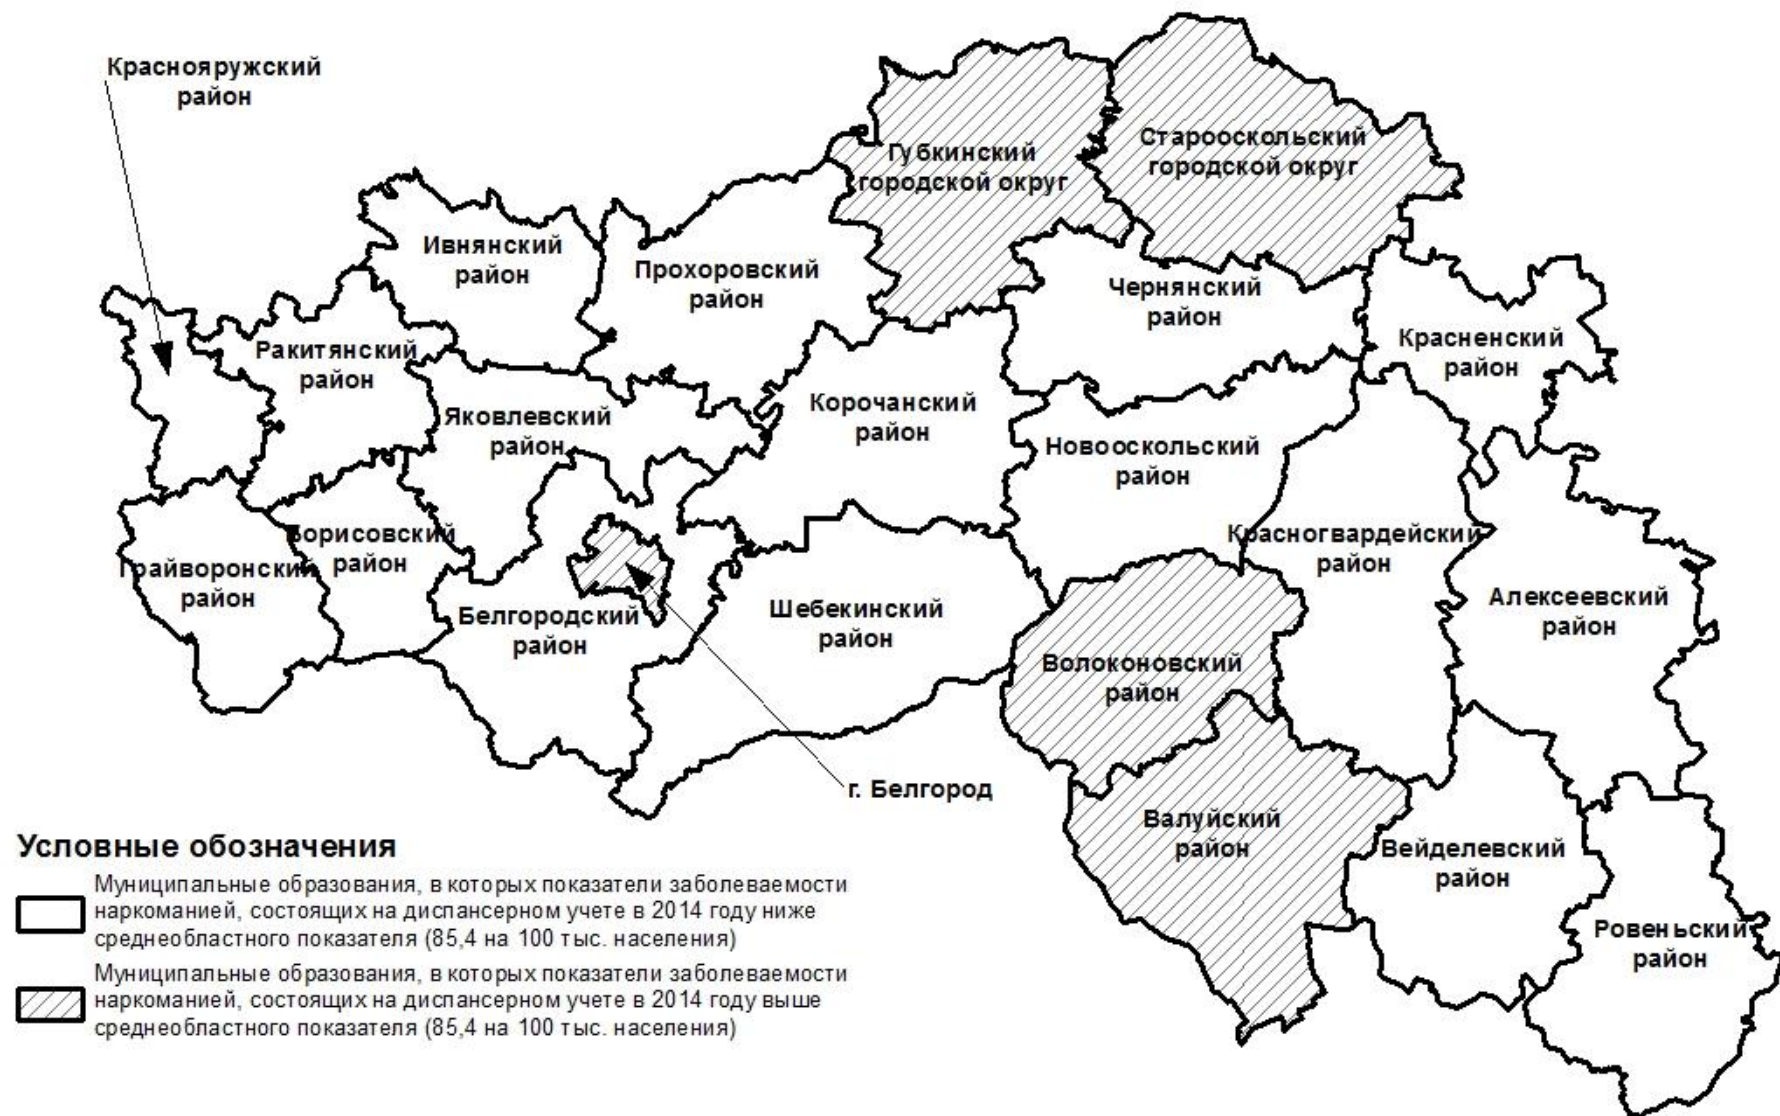 Краснояружский
район
Губкинский
городской округ
Старооскольский
городской округ
Ивнянский
район
Прохоровский
район
Чернянский
район
Красненский
район
Ракитянский
район
Яковлевский
район
Корочанский
район
Новооскольский
район
Борисовский
район
Грайворонский
район
Красногвардейский
район
Белгородский
район
Шебекинский
район
Алексеевский
район
Волоконовский
район
г. Белгород
Валуйский
район
Вейделевский
район
Ровеньский
район
Условные обозначения
Муниципальные образования, в которых показатели заболеваемости
наркоманией, состоящих на диспансерном учете в 2014 году ниже
среднеобластного показателя (85,4 на 100 тыс. населения)
Муниципальные образования, в которых показатели заболеваемости
наркоманией, состоящих на диспансерном учете в 2014 году выше
среднеобластного показателя (85,4 на 100 тыс. населения)